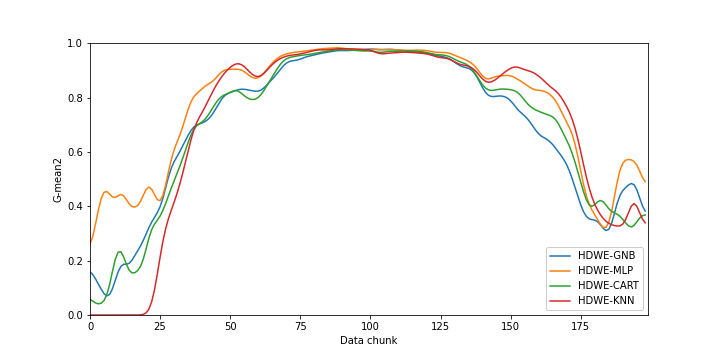 1.0
0.8
0.6
0.4
0.2
0.0
G-mean2
0 25 50 75 100 125 150 175
Data chunk
HDWE-GNB
HDWE-MLP
HDWE-CART
HDWE-KNN